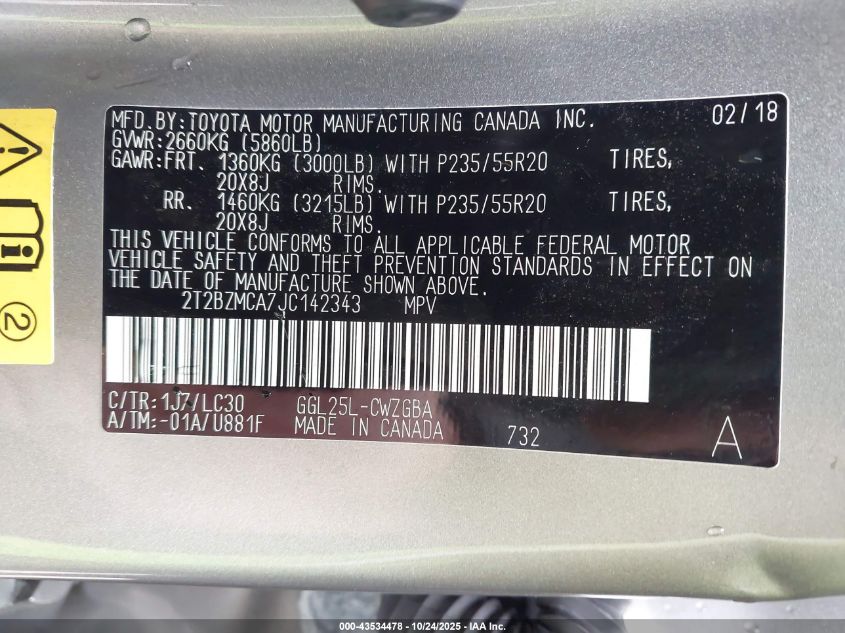 MFD.BY:TOYOTA MOTOR MANUFACTURING CANADA INC. 02/18
GVWR:2660KG (5860LB)
GAWR:FRT. 1360KG (3000LB) WITH P235/55R20 TIRES,
20X8J RIMS.
RR. 1460KG (3215LB) WITH P235/55R20 TIRES,
20X8J RIMS.
THIS VEHICLE CONFORMS TO ALL APPLICABLE FEDERAL MOTOR
VEHICLE SAFETY AND THEFT PREVENTION STANDARDS IN EFFECT ON
THE DATE OF MANUFACTURE SHOWN ABOVE.
2T2BZMCA7JC142343 MPV
C/TR:1J7/LC30 GGL25L-CWZGBA
A/TM:-01A/U881F MADE IN CANADA 732 A
2
000-43534478 - 10/24/2025 - IAA Inc.